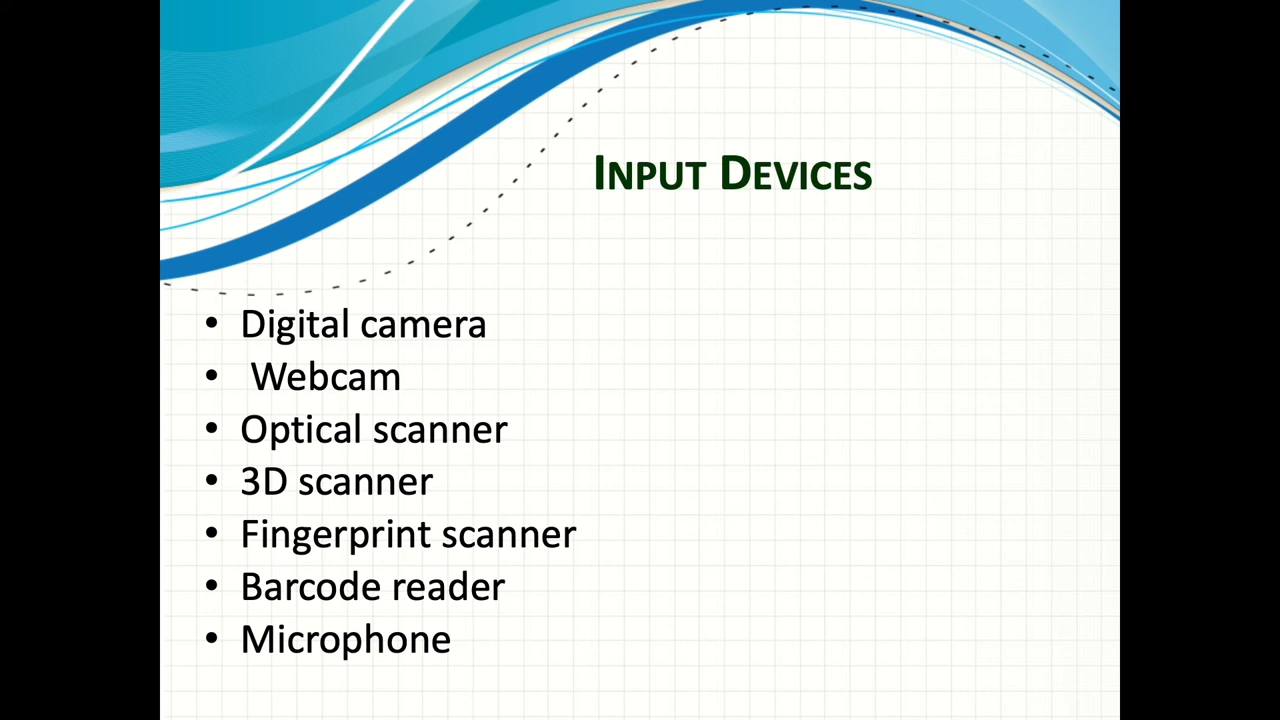 INPUT DEVICES
• Digital camera
• Webcam
• Optical scanner
• 3D scanner
• Fingerprint scanner
• Barcode reader
• Microphone